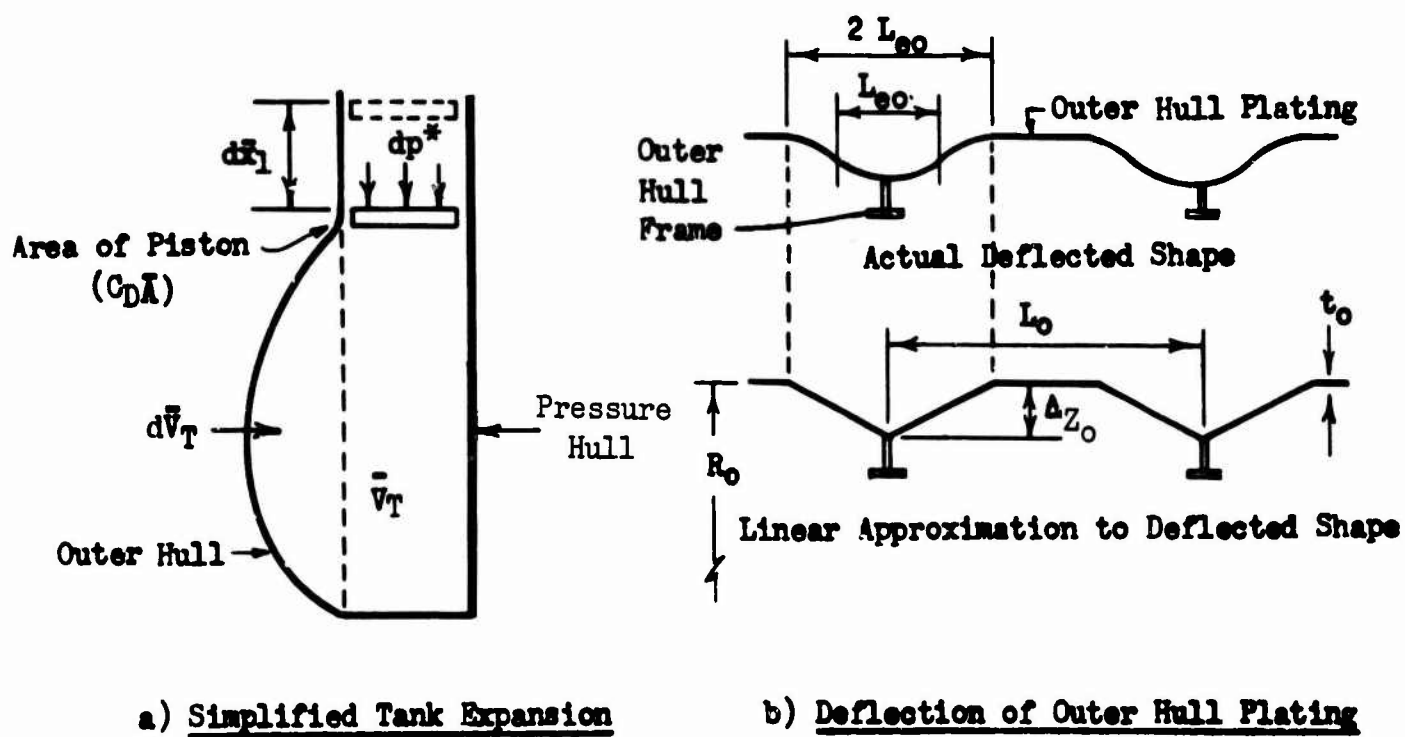 dx̄₁
dp*
Area of Piston
(C_DĀ)
dV̄_T
V̄_T
Pressure
Hull
Outer Hull
a) Simplified Tank Expansion
2 L_eo
L_eo
Outer Hull Plating
Outer
Hull
Frame
Actual Deflected Shape
L_o
t_o
Δ_Z_o
R_o
Linear Approximation to Deflected Shape
b) Deflection of Outer Hull Plating